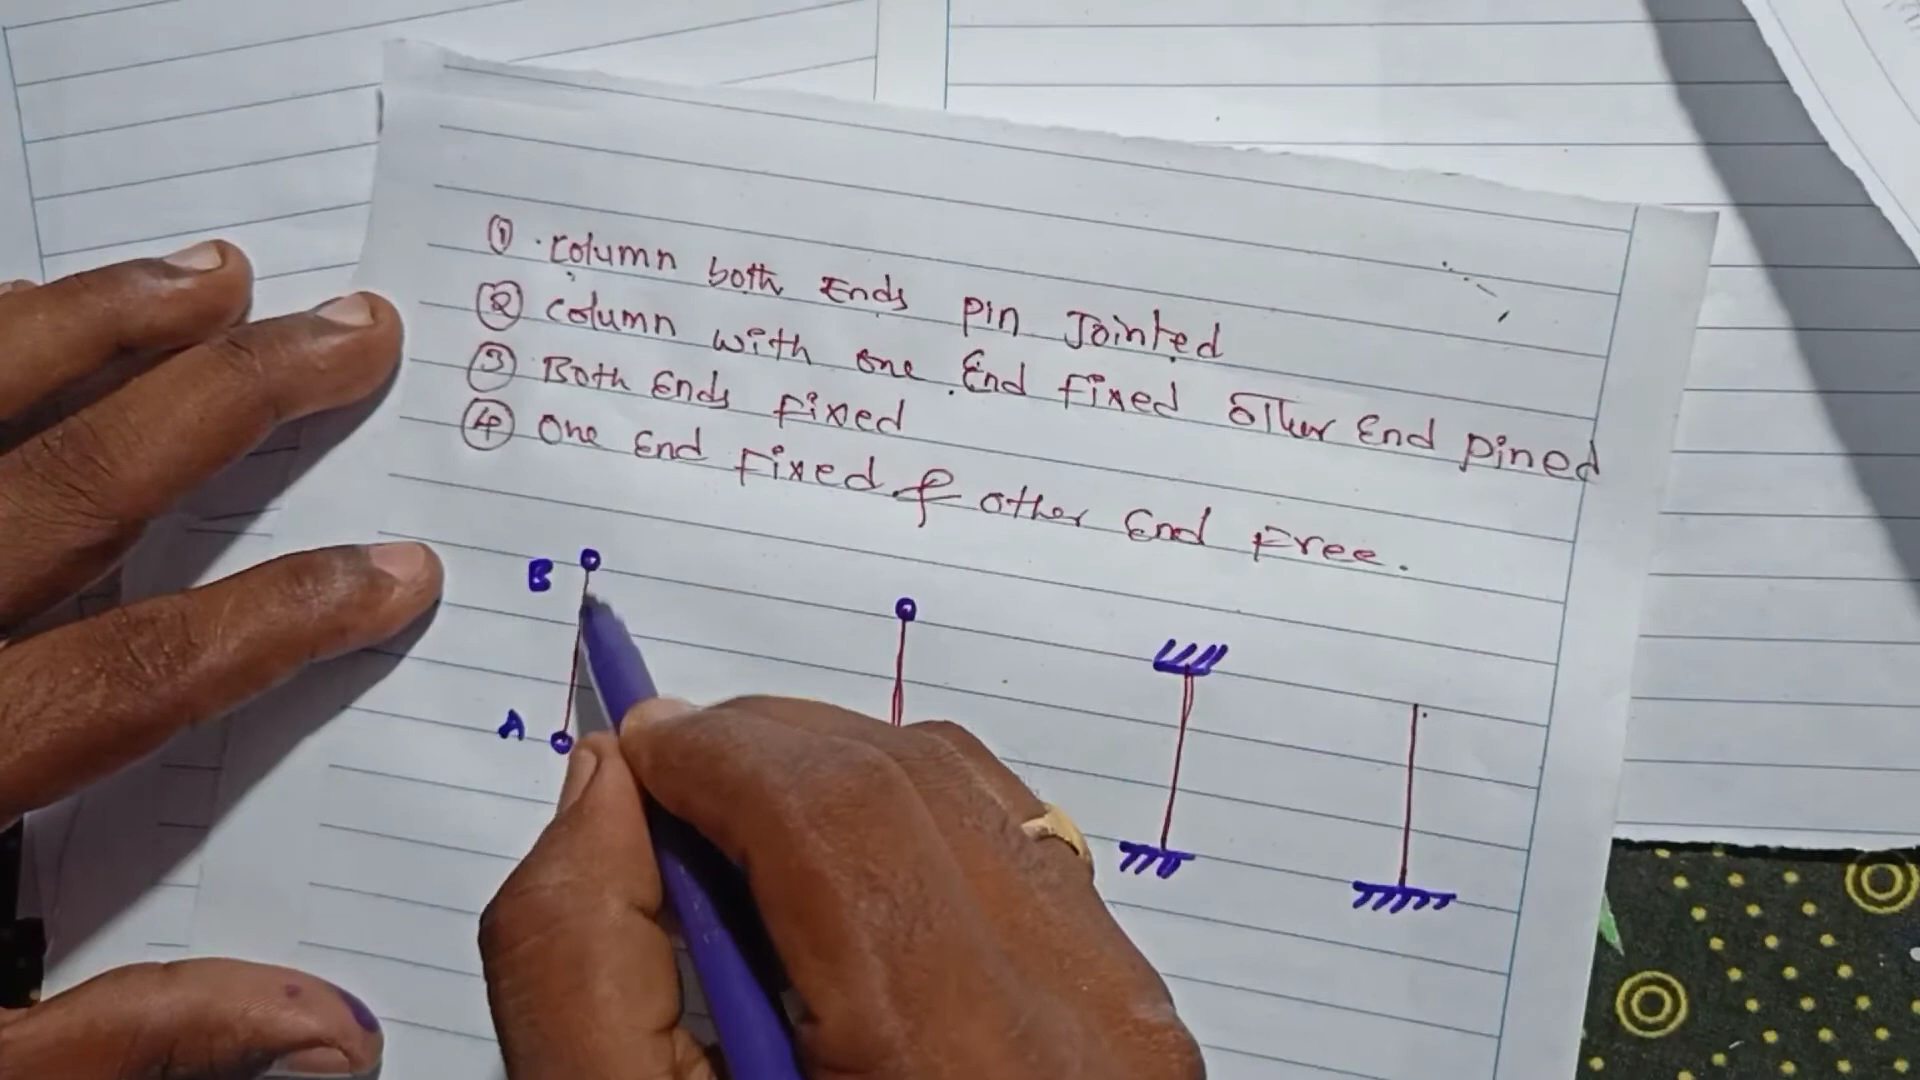 ① Column both Ends Pin Jointed
② Column with one End fixed other End Pined
③ Both Ends fixed
④ One End Fixed & other End Free.
B
A